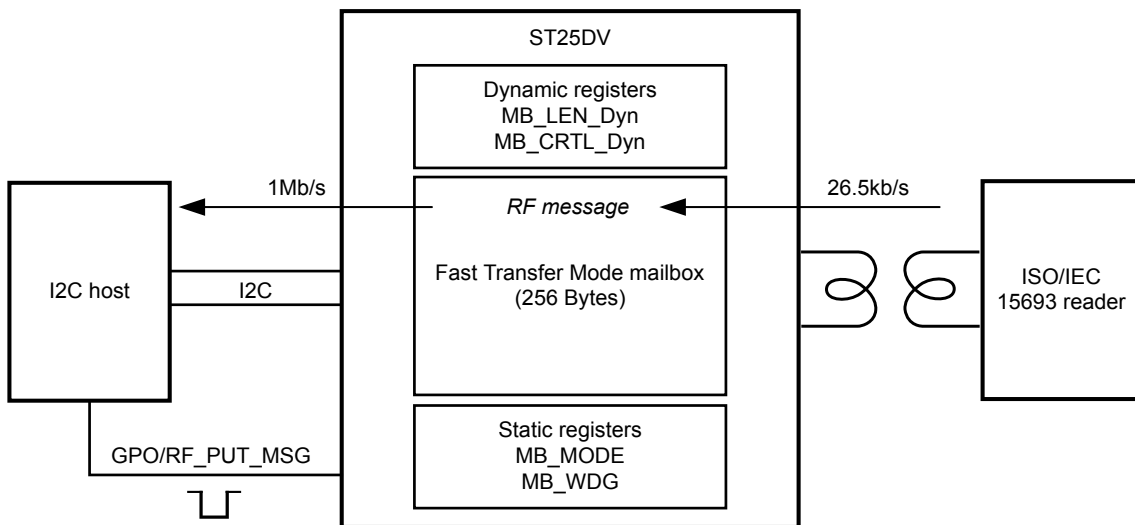 ST25DV
Dynamic registers
MB_LEN_Dyn
MB_CRTL_Dyn
1Mb/s
RF message
26.5kb/s
I2C host
I2C
Fast Transfer Mode mailbox
(256 Bytes)
ISO/IEC
15693 reader
GPO/RF_PUT_MSG
Static registers
MB_MODE
MB_WDG